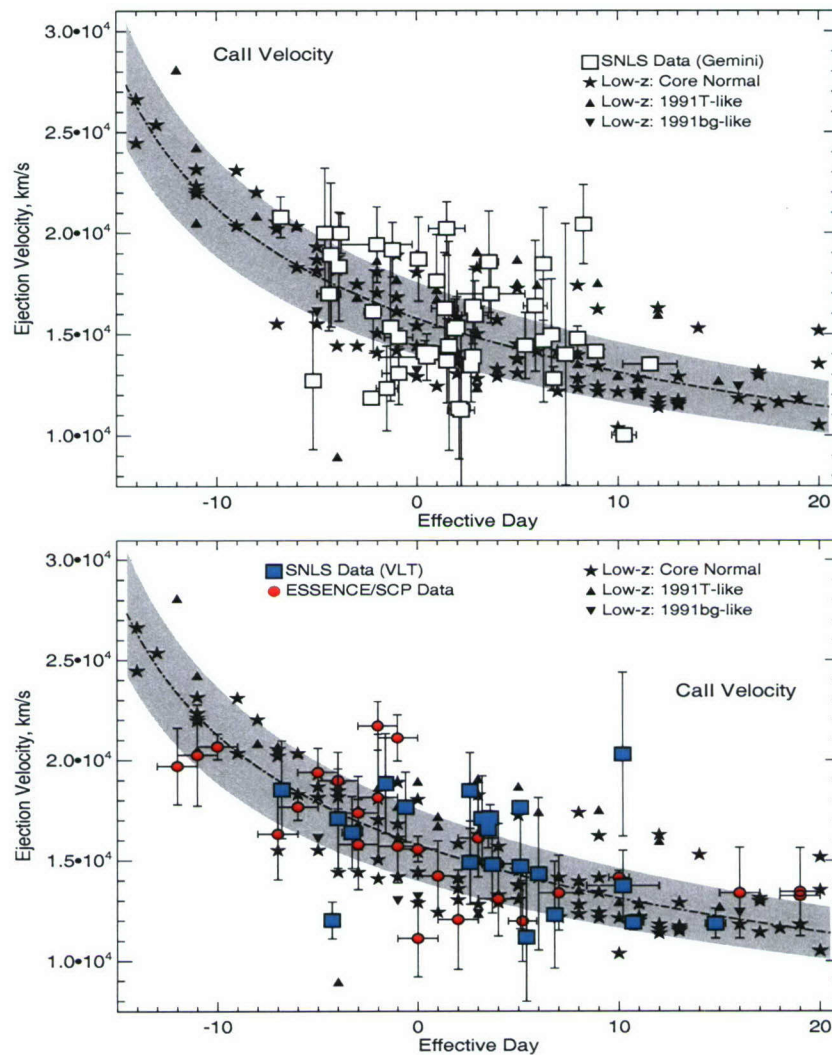 CaII Velocity
SNLS Data (Gemini)
Low-z: Core Normal
Low-z: 1991T-like
Low-z: 1991bg-like
3.0•10⁴
2.5•10⁴
2.0•10⁴
1.5•10⁴
1.0•10⁴
Ejection Velocity, km/s
-10
0
10
20
Effective Day
SNLS Data (VLT)
ESSENCE/SCP Data
Low-z: Core Normal
Low-z: 1991T-like
Low-z: 1991bg-like
CaII Velocity
3.0•10⁴
2.5•10⁴
2.0•10⁴
1.5•10⁴
1.0•10⁴
Ejection Velocity, km/s
-10
0
10
20
Effective Day